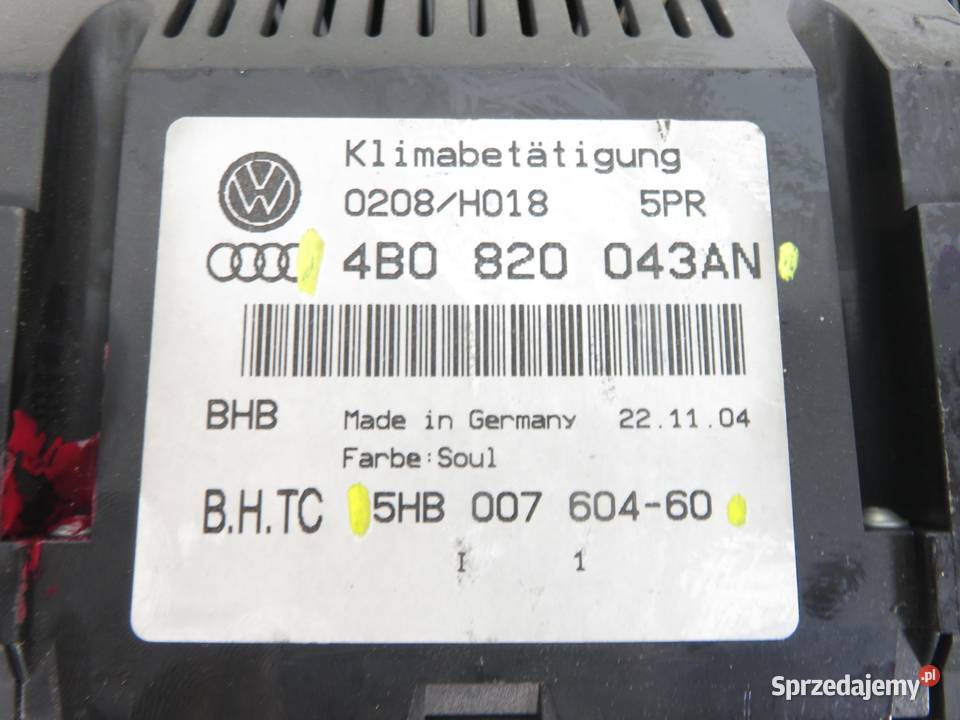 Klimabetätigung
0208/H018 5PR
4B0 820 043AN
BHB Made in Germany 22.11.04
Farbe:Soul
B.H.TC 5HB 007 604-60
I 1
Sprzedajemy.pl